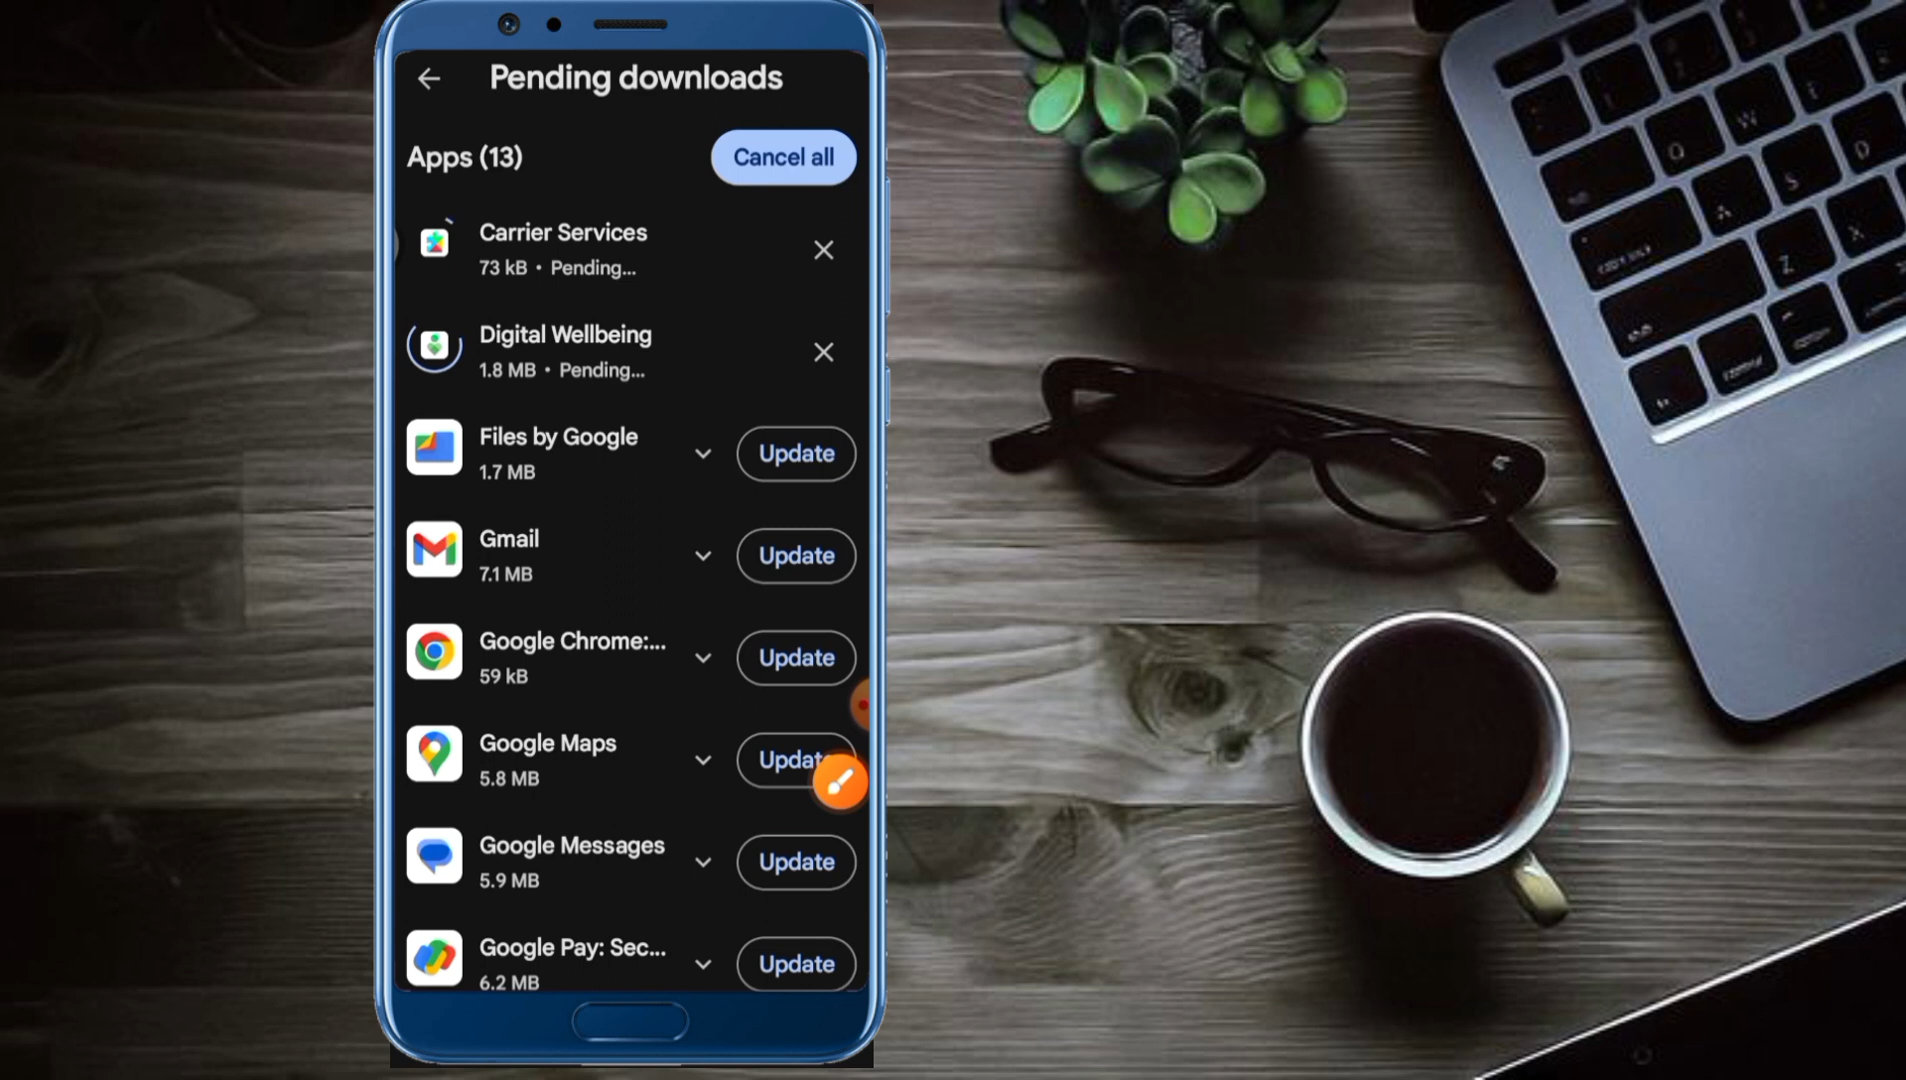 Pending downloads
Apps (13)
Cancel all
Carrier Services
73 kB • Pending...
Digital Wellbeing
1.8 MB • Pending...
Files by Google
1.7 MB
Update
Gmail
7.1 MB
Update
Google Chrome:...
59 kB
Update
Google Maps
5.8 MB
Updat
Google Messages
5.9 MB
Update
Google Pay: Sec...
6.2 MB
Update
Q
W
A
S
D
Z
X